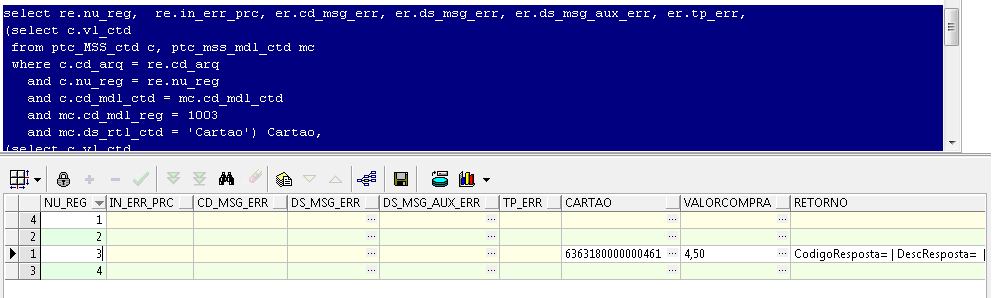 select re.nu_reg,  re.in_err_prc, er.cd_msg_err, er.ds_msg_err, er.ds_msg_aux_err, er.tp_err,
(select c.vl_ctd
 from ptc_MSS_ctd c, ptc_mss_mdl_ctd mc
 where c.cd_arq = re.cd_arq
   and c.nu_reg = re.nu_reg
   and c.cd_mdl_ctd = mc.cd_mdl_ctd
   and mc.cd_mdl_reg = 1003
   and mc.ds_rtl_ctd = 'Cartao') Cartao,
(select c.vl_ctd
NU_REG IN_ERR_PRC CD_MSG_ERR DS_MSG_ERR DS_MSG_AUX_ERR TP_ERR CARTAO VALORCOMPRA RETORNO
4 1 ... ... ... ...
2 2 ... ... ... ...
1 3 ... ... 6363180000000461 ... 4,50 ... CodigoResposta= | DescResposta= |
3 4 ... ... ... ...